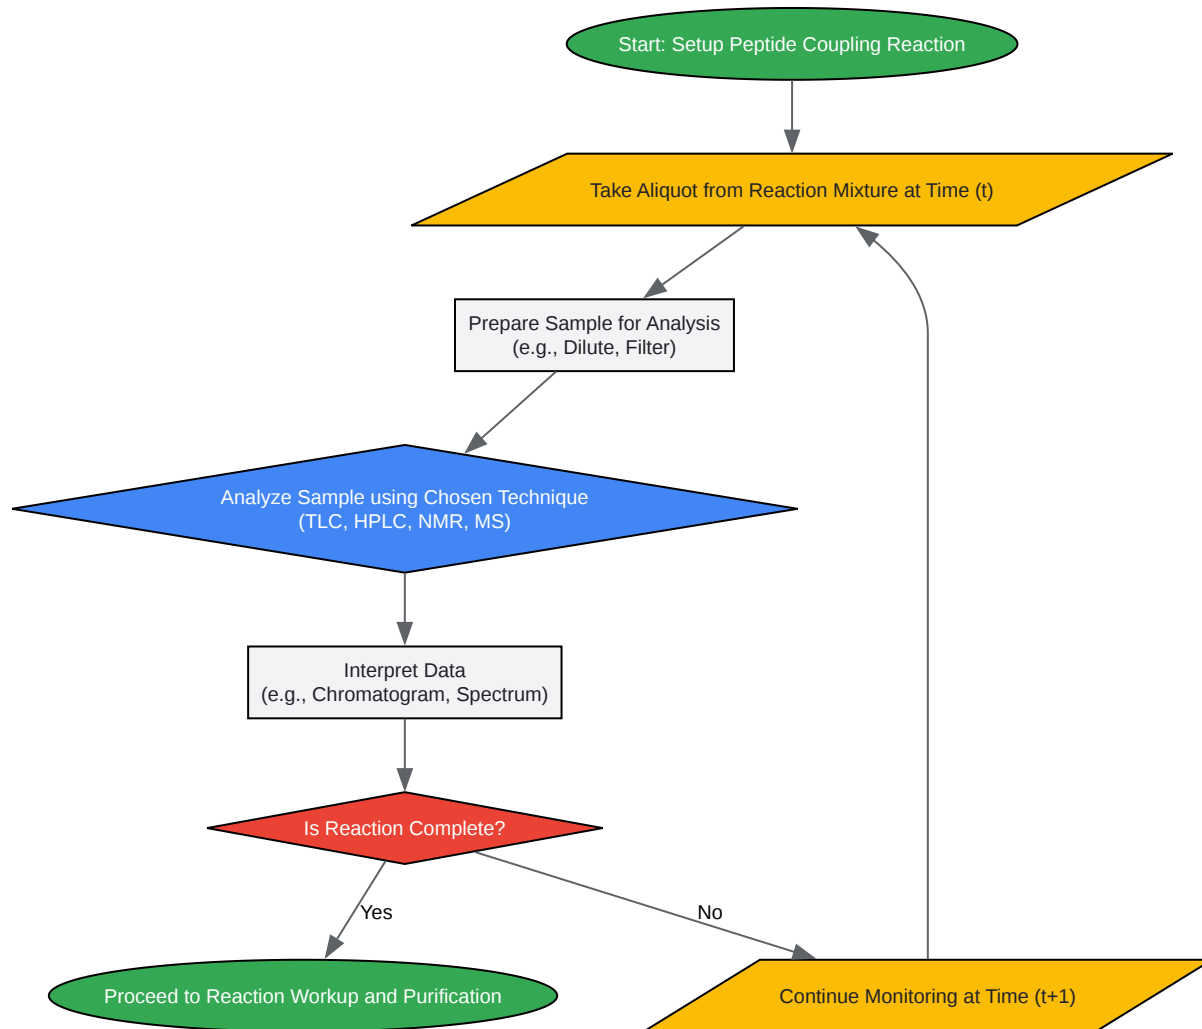 Start: Setup Peptide Coupling Reaction
Take Aliquot from Reaction Mixture at Time (t)
Prepare Sample for Analysis
(e.g., Dilute, Filter)
Analyze Sample using Chosen Technique
(TLC, HPLC, NMR, MS)
Interpret Data
(e.g., Chromatogram, Spectrum)
Is Reaction Complete?
Yes
No
Proceed to Reaction Workup and Purification
Continue Monitoring at Time (t+1)